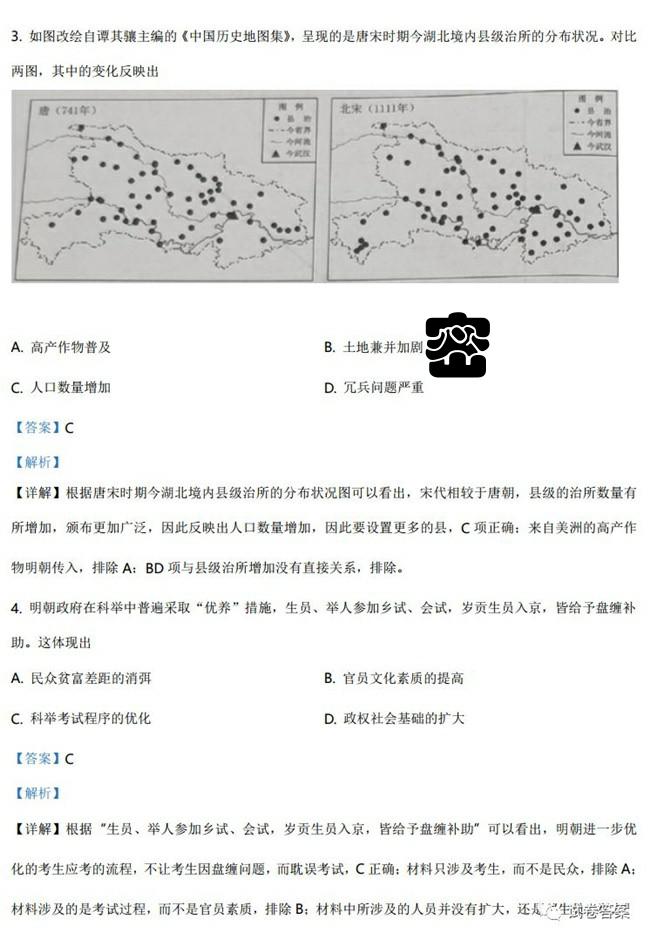 3. 如图改绘自谭其骧主编的《中国历史地图集》，呈现的是唐宋时期今湖北境内县级治所的分布状况。对比
两图，其中的变化反映出
唐（741年）
图 例
县 治
今省界
今河流
今武汉
北宋（1111年）
图 例
县 治
今省界
今河流
今武汉
A. 高产作物普及
B. 土地兼并加剧
C. 人口数量增加
D. 冗兵问题严重
【答案】C
【解析】
【详解】根据唐宋时期今湖北境内县级治所的分布状况图可以看出，宋代相较于唐朝，县级的治所数量有
所增加，颁布更加广泛，因此反映出人口数量增加，因此要设置更多的县，C 项正确；来自美洲的高产作
物明朝传入，排除 A；BD 项与县级治所增加没有直接关系，排除。
4. 明朝政府在科举中普遍采取“优养”措施，生员、举人参加乡试、会试，岁贡生员入京，皆给予盘缠补
助。这体现出
A. 民众贫富差距的消弭
B. 官员文化素质的提高
C. 科举考试程序的优化
D. 政权社会基础的扩大
【答案】C
【解析】
【详解】根据“生员、举人参加乡试、会试，岁贡生员入京，皆给予盘缠补助”可以看出，明朝进一步优
化的考生应考的流程，不让考生因盘缠问题，而耽误考试，C 正确；材料只涉及考生，而不是民众，排除 A；
材料涉及的是考试过程，而不是官员素质，排除 B；材料中所涉及的人员并没有扩大，还是
试卷答案